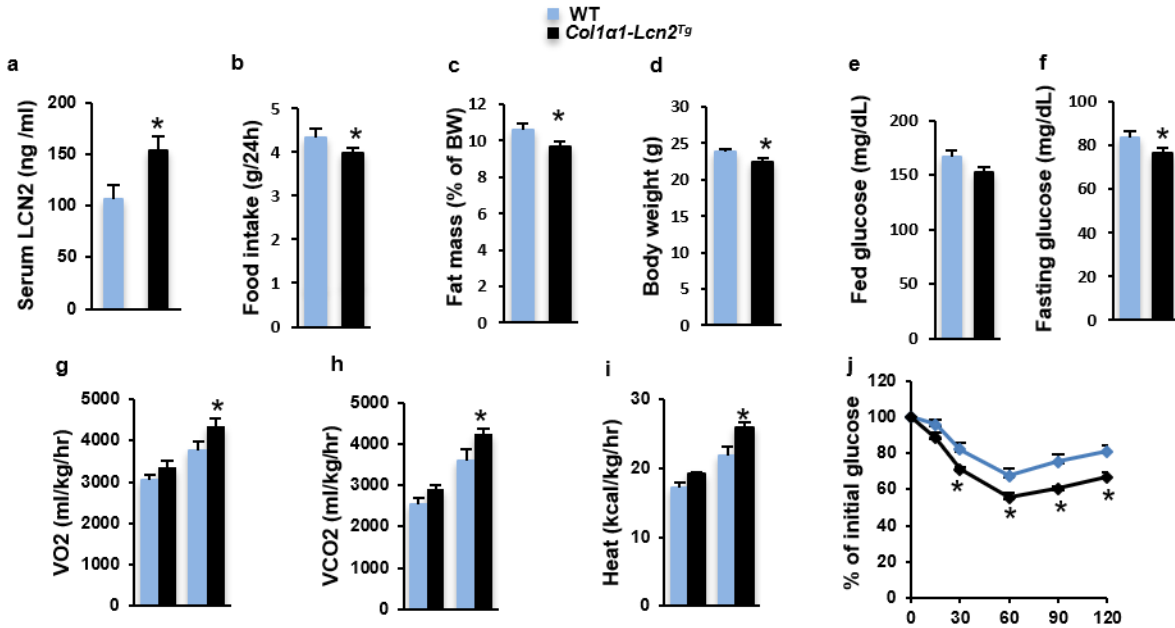 WT
Col1α1-Lcn2Tg
a
b
c
d
e
f
Serum LCN2 (ng /ml)
200
150
100
50
0
*
Food intake (g/24h)
5
4
4
3
2
1
0
*
Fat mass (% of BW)
12
10
8
6
4
2
0
*
Body weight (g)
30
25
20
15
10
5
0
*
Fed glucose (mg/dL)
200
150
100
50
0
Fasting glucose (mg/dL)
100
80
60
40
20
0
*
g
h
i
j
VO2 (ml/kg/hr)
5000
4000
3000
2000
1000
0
*
VCO2 (ml/kg/hr)
5000
4000
3000
2000
1000
0
*
Heat (kcal/kg/hr)
30
20
10
0
*
% of initial glucose
120
100
80
60
40
20
0
* * * *
0 30 60 90 120